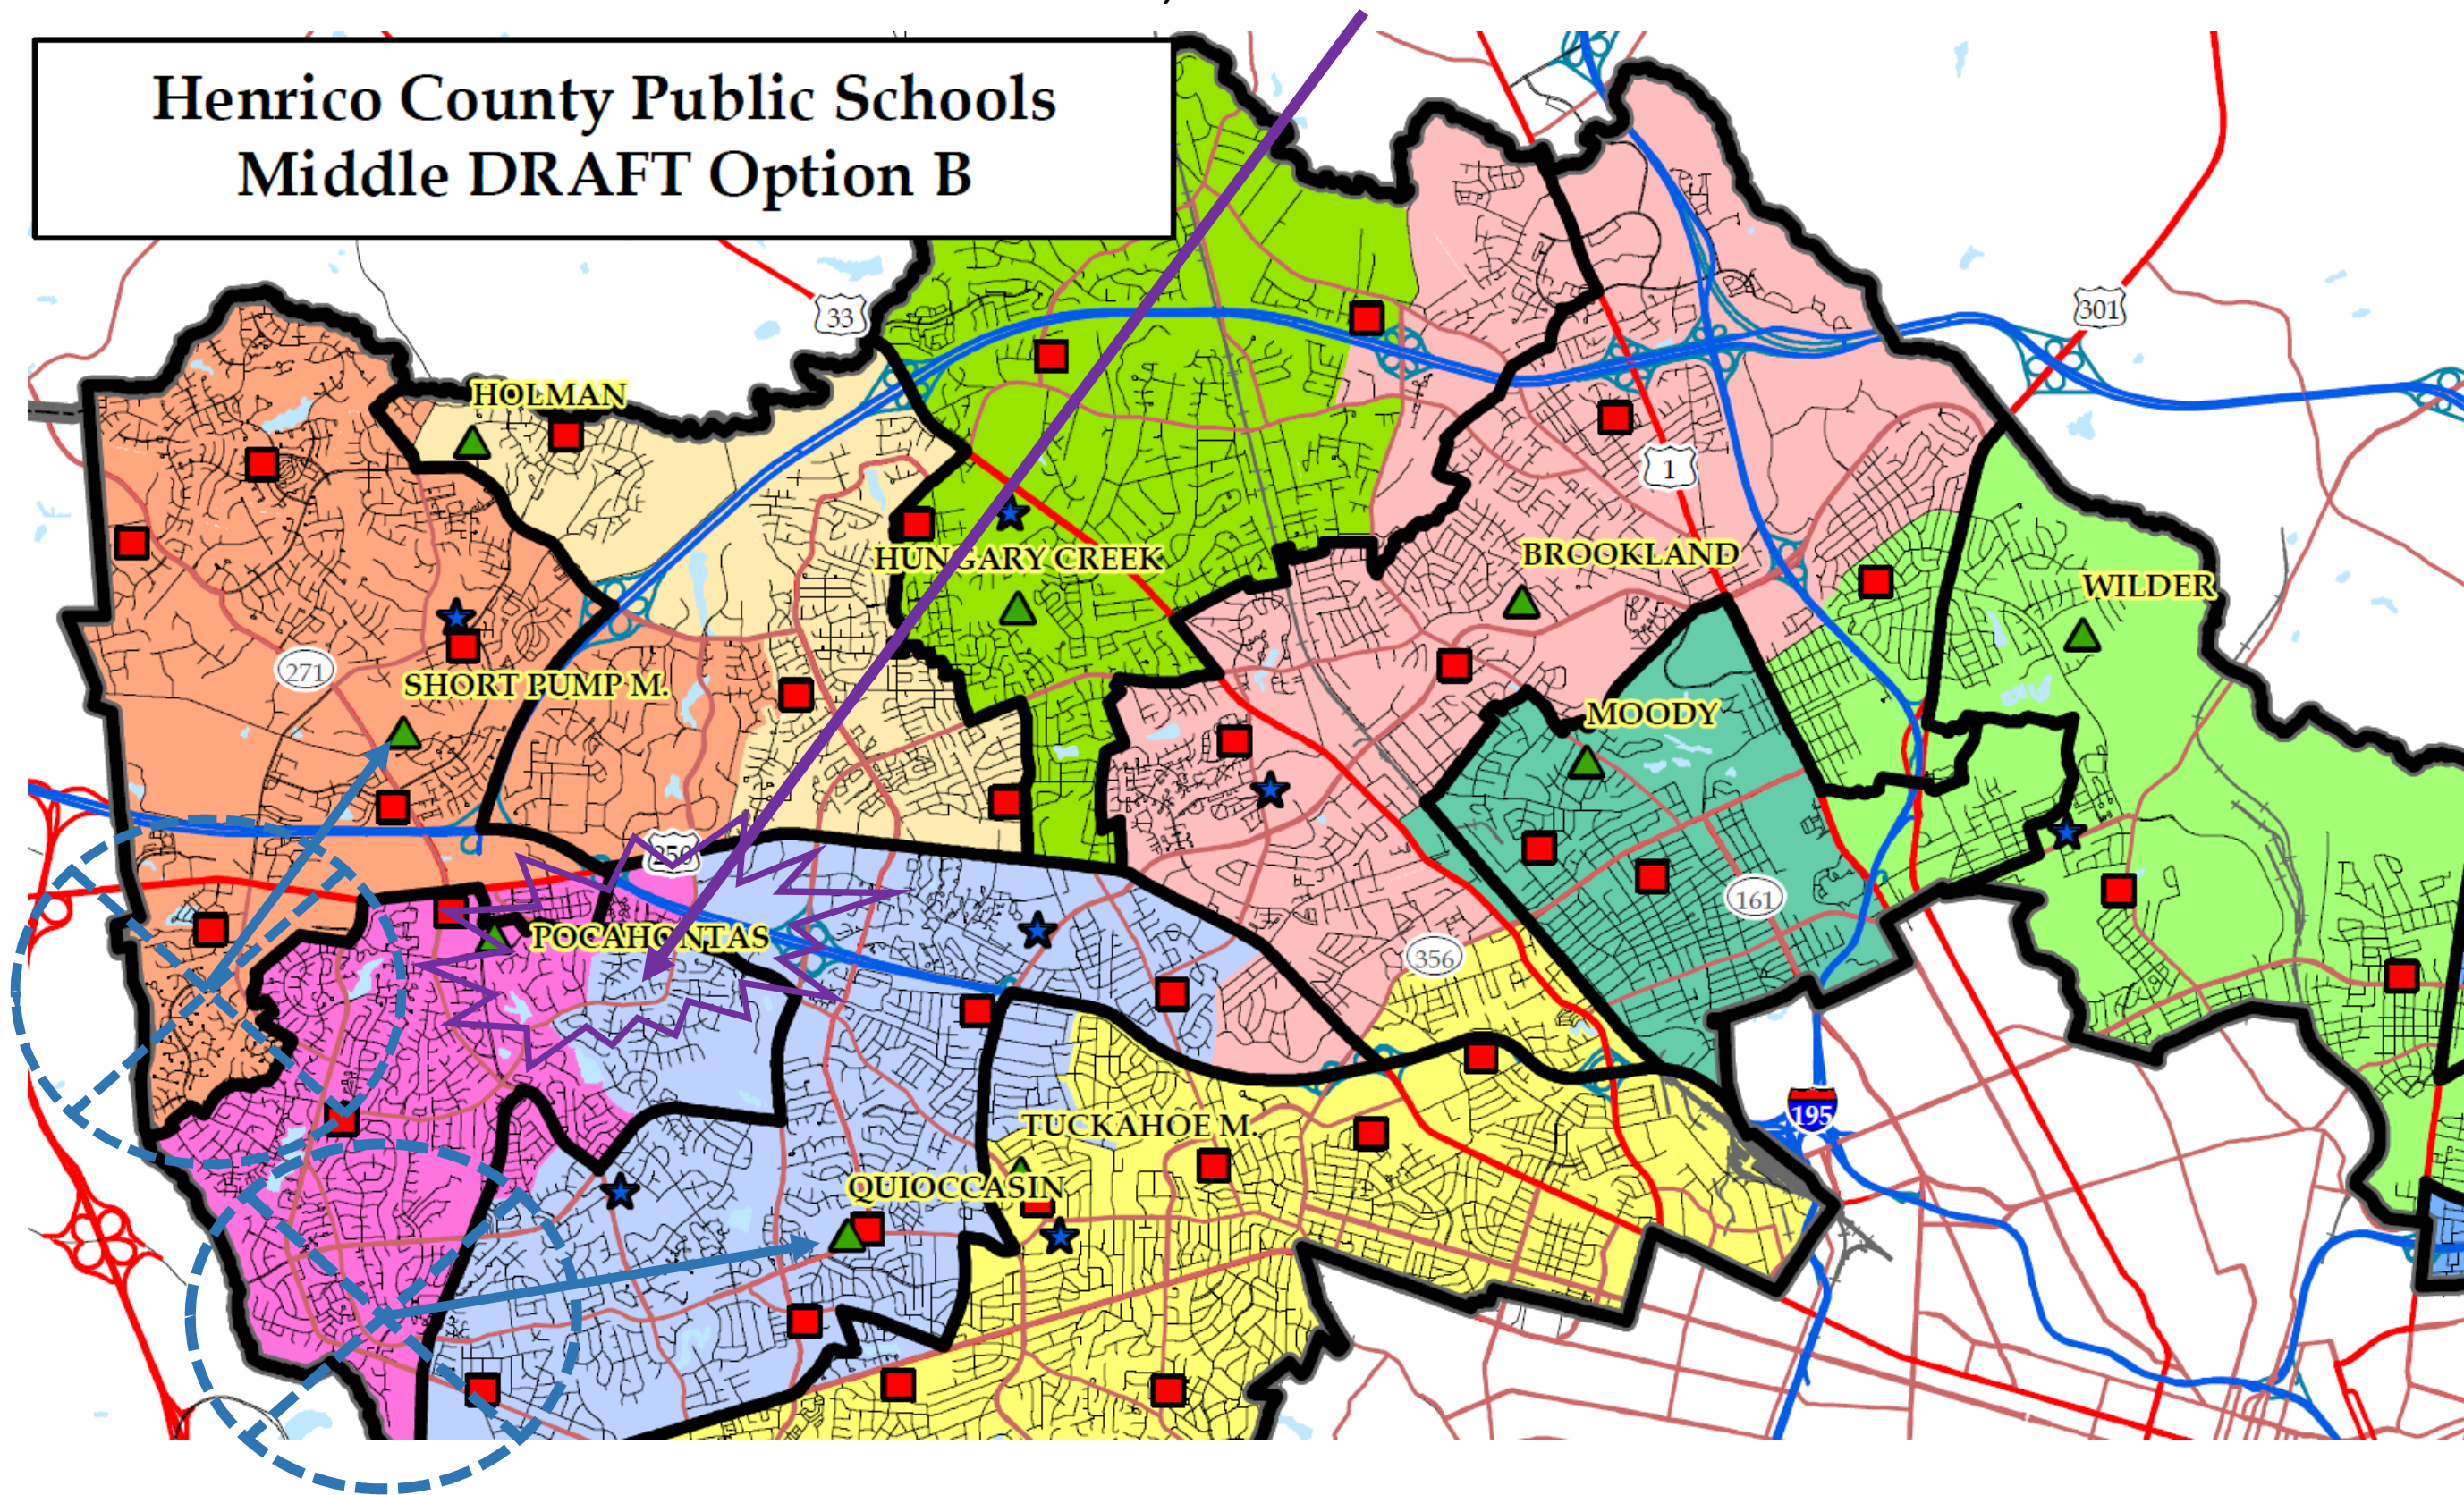 Henrico County Public Schools
Middle DRAFT Option B
33
301
HOLMAN
1
HUNGARY CREEK
BROOKLAND
WILDER
271
SHORT PUMP M.
MOODY
250
161
POCAHONTAS
356
195
TUCKAHOE M.
QUIOCCASIN